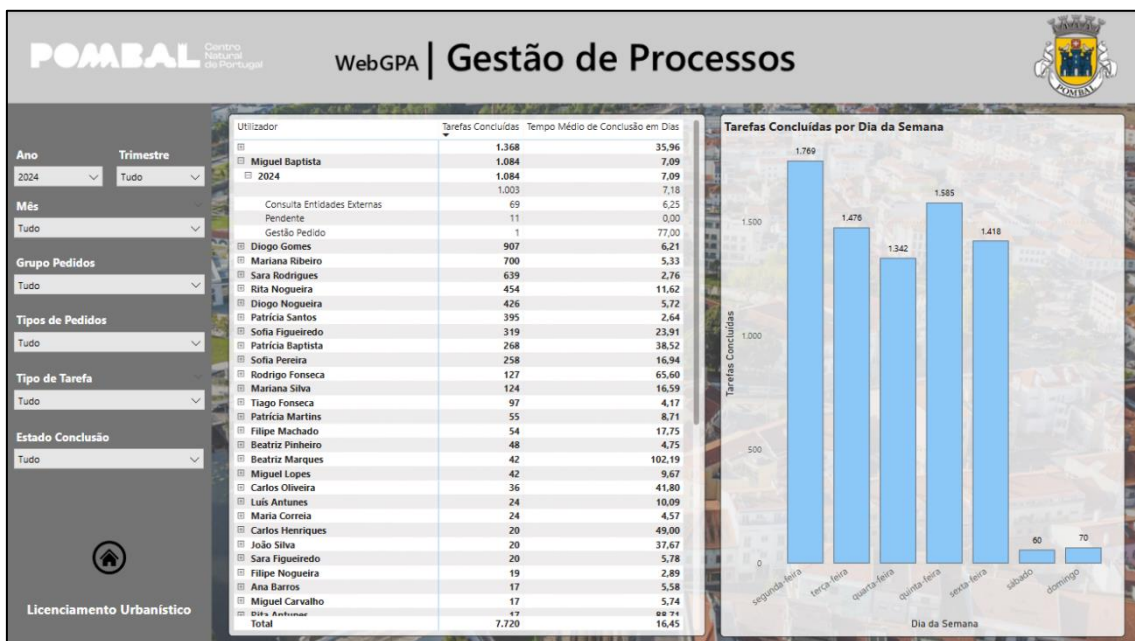 POMBAL
Centro
Natural
de Portugal
WebGPA | Gestão de Processos
POMBAL
Ano
Trimestre
2024
Tudo
Mês
Tudo
Grupo Pedidos
Tudo
Tipos de Pedidos
Tudo
Tipo de Tarefa
Tudo
Estado Conclusão
Tudo
Licenciamento Urbanístico
Utilizador Tarefas Concluídas Tempo Médio de Conclusão em Dias
1.368 35,96
Miguel Baptista 1.084 7,09
2024 1.084 7,09
1.003 7,18
Consulta Entidades Externas 69 6,25
Pendente 11 0,00
Gestão Pedido 1 77,00
Diogo Gomes 907 6,21
Mariana Ribeiro 700 5,33
Sara Rodrigues 639 2,76
Rita Nogueira 454 11,62
Diogo Nogueira 426 5,72
Patrícia Santos 395 2,64
Sofia Figueiredo 319 23,91
Patrícia Baptista 268 38,52
Sofia Pereira 258 16,94
Rodrigo Fonseca 127 65,60
Mariana Silva 124 16,59
Tiago Fonseca 97 4,17
Patrícia Martins 55 8,71
Filipe Machado 54 17,75
Beatriz Pinheiro 48 4,75
Beatriz Marques 42 102,19
Miguel Lopes 42 9,67
Carlos Oliveira 36 41,80
Luís Antunes 24 10,09
Maria Correia 24 4,57
Carlos Henriques 20 49,00
João Silva 20 37,67
Sara Figueiredo 20 5,78
Filipe Nogueira 19 2,89
Ana Barros 17 5,58
Miguel Carvalho 17 5,74
Rita Antunes 17 88,71
Total 7.720 16,45
Tarefas Concluídas por Dia da Semana
1.769
1.585
1.500
1.476
1.418
1.342
1.000
Tarefas Concluídas
500
60
70
0
segunda-feira
terça-feira
quarta-feira
quinta-feira
sexta-feira
sábado
domingo
Dia da Semana